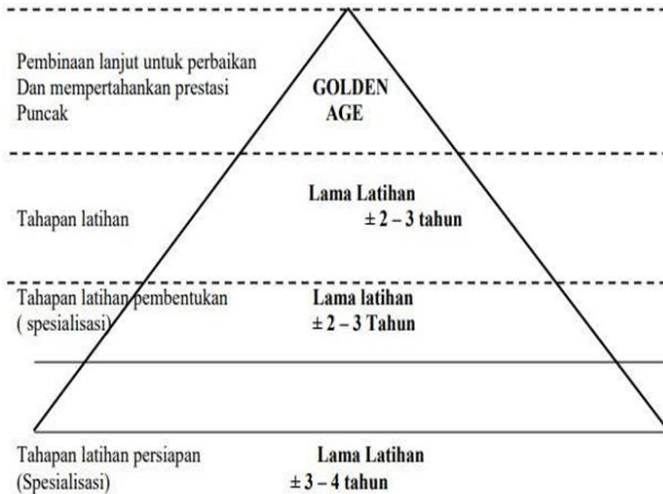 Pembinaan lanjut untuk perbaikan
Dan mempertahankan prestasi
Puncak
GOLDEN
AGE
Tahapan latihan
Lama Latihan
± 2 – 3 tahun
Tahapan latihan pembentukan
( spesialisasi)
Lama latihan
± 2 – 3 Tahun
Tahapan latihan persiapan
(Spesialisasi)
Lama Latihan
± 3 – 4 tahun